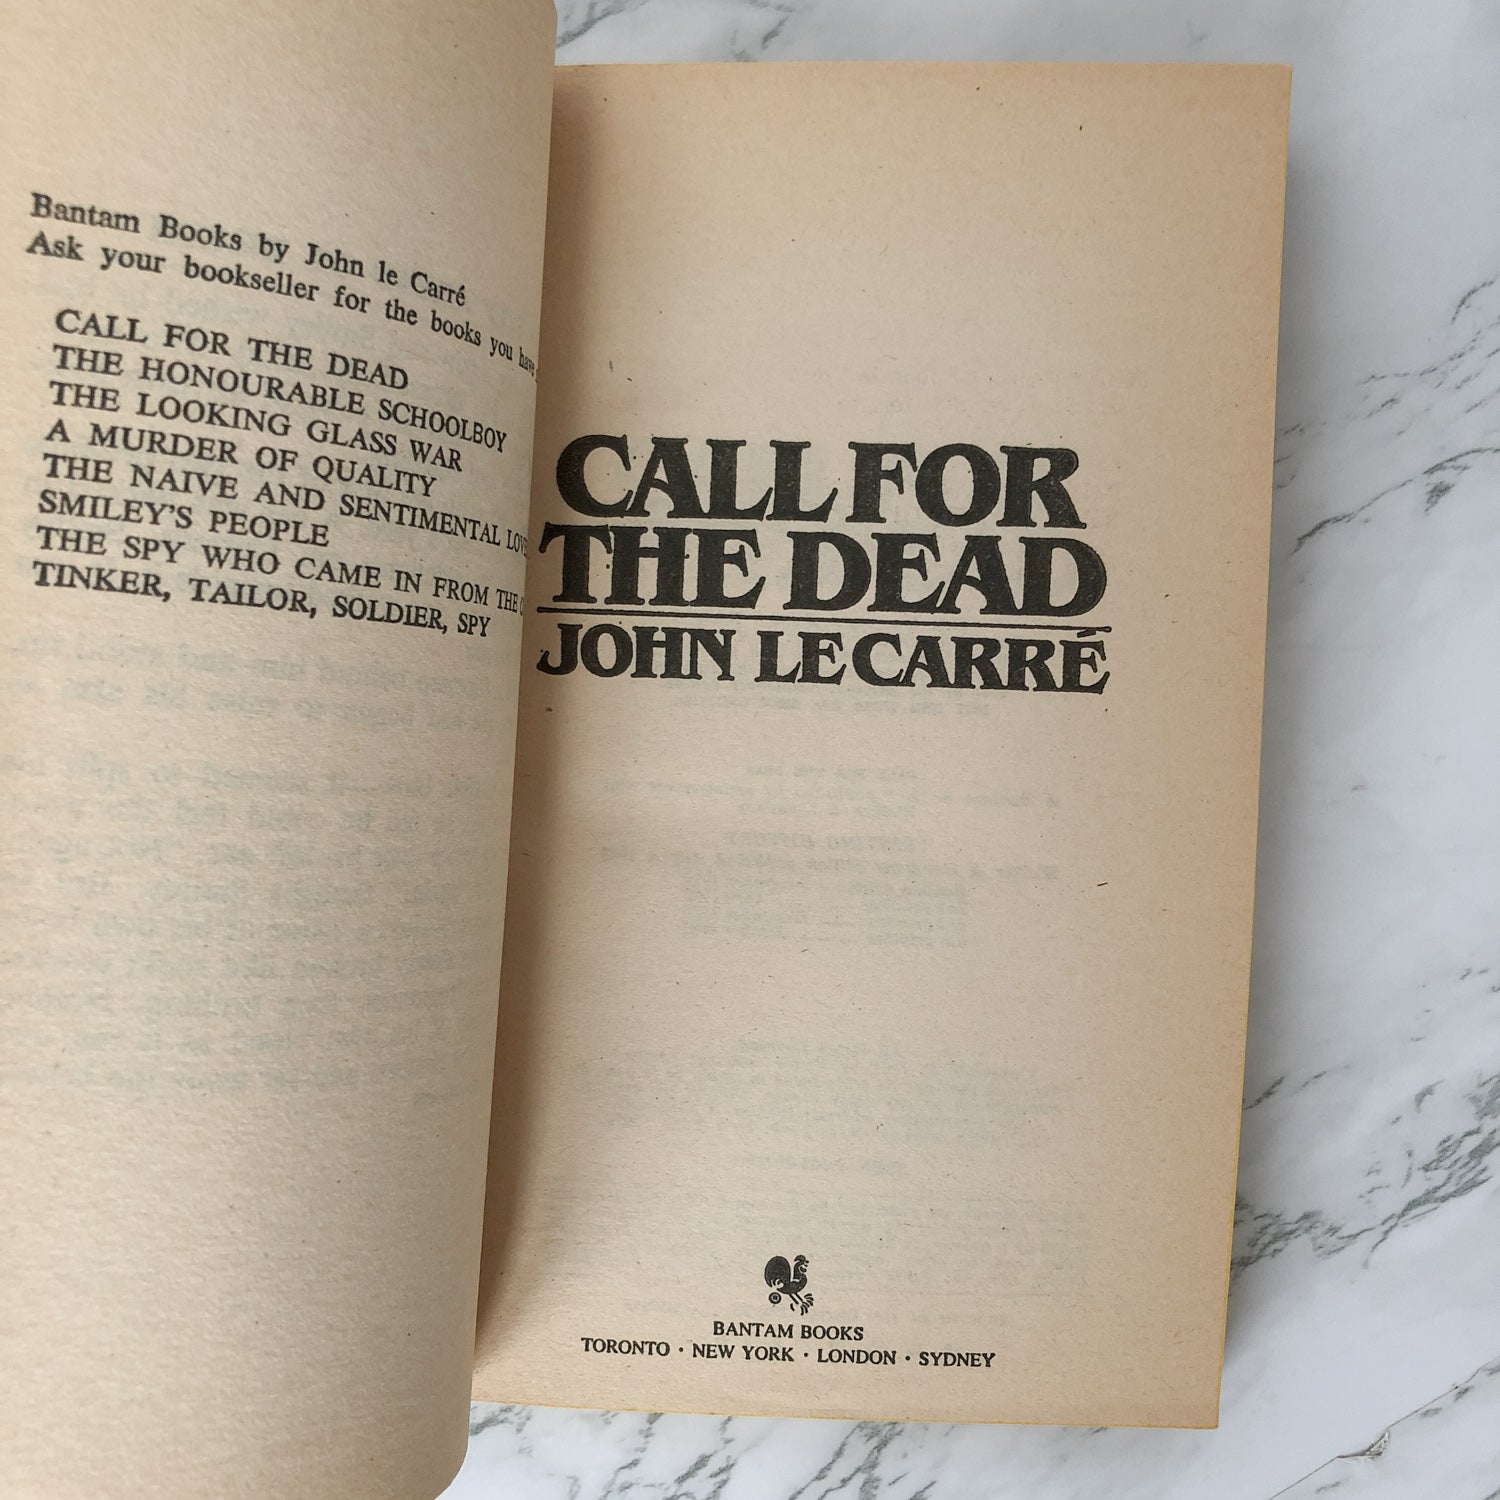 Bantam Books by John le Carré
Ask your bookseller for the books you have
CALL FOR THE DEAD
THE HONOURABLE SCHOOLBOY
THE LOOKING GLASS WAR
A MURDER OF QUALITY
THE NAIVE AND SENTIMENTAL
SMILEY'S PEOPLE
THE SPY WHO CAME IN FROM THE
TINKER, TAILOR, SOLDIER, SPY
CALL FOR
THE DEAD
JOHN LE CARRÉ
BANTAM BOOKS
TORONTO · NEW YORK · LONDON · SYDNEY